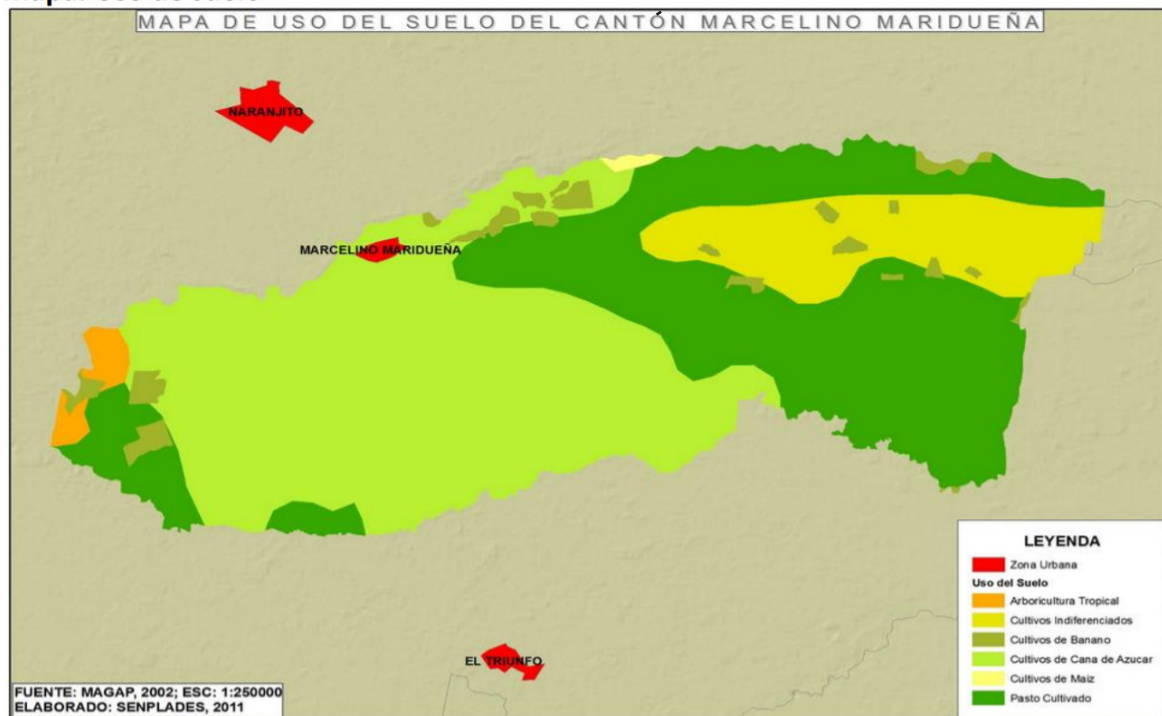 MAPA DE USO DEL SUELO DEL CANTÓN MARCELINO MARIDUEÑA
NARANJITO
MARCELINO MARIDUEÑA
EL TRIUNFO
LEYENDA
Zona Urbana
Uso del Suelo
Arboricultura Tropical
Cultivos Indiferenciados
Cultivos de Banano
Cultivos de Cana de Azucar
Cultivos de Maiz
Pasto Cultivado
FUENTE: MAGAP, 2002; ESC: 1:250000
ELABORADO: SENPLADES, 2011